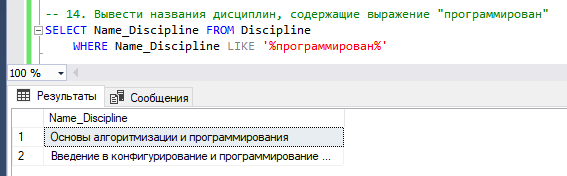 -- 14. Вывести названия дисциплин, содержащие выражение "программирован"
SELECT Name_Discipline FROM Discipline
WHERE Name_Discipline LIKE '%программирован%'
100 %
Результаты Сообщения
Name_Discipline
1 Основы алгоритмизации и программирования
2 Введение в конфигурирование и программирование ...